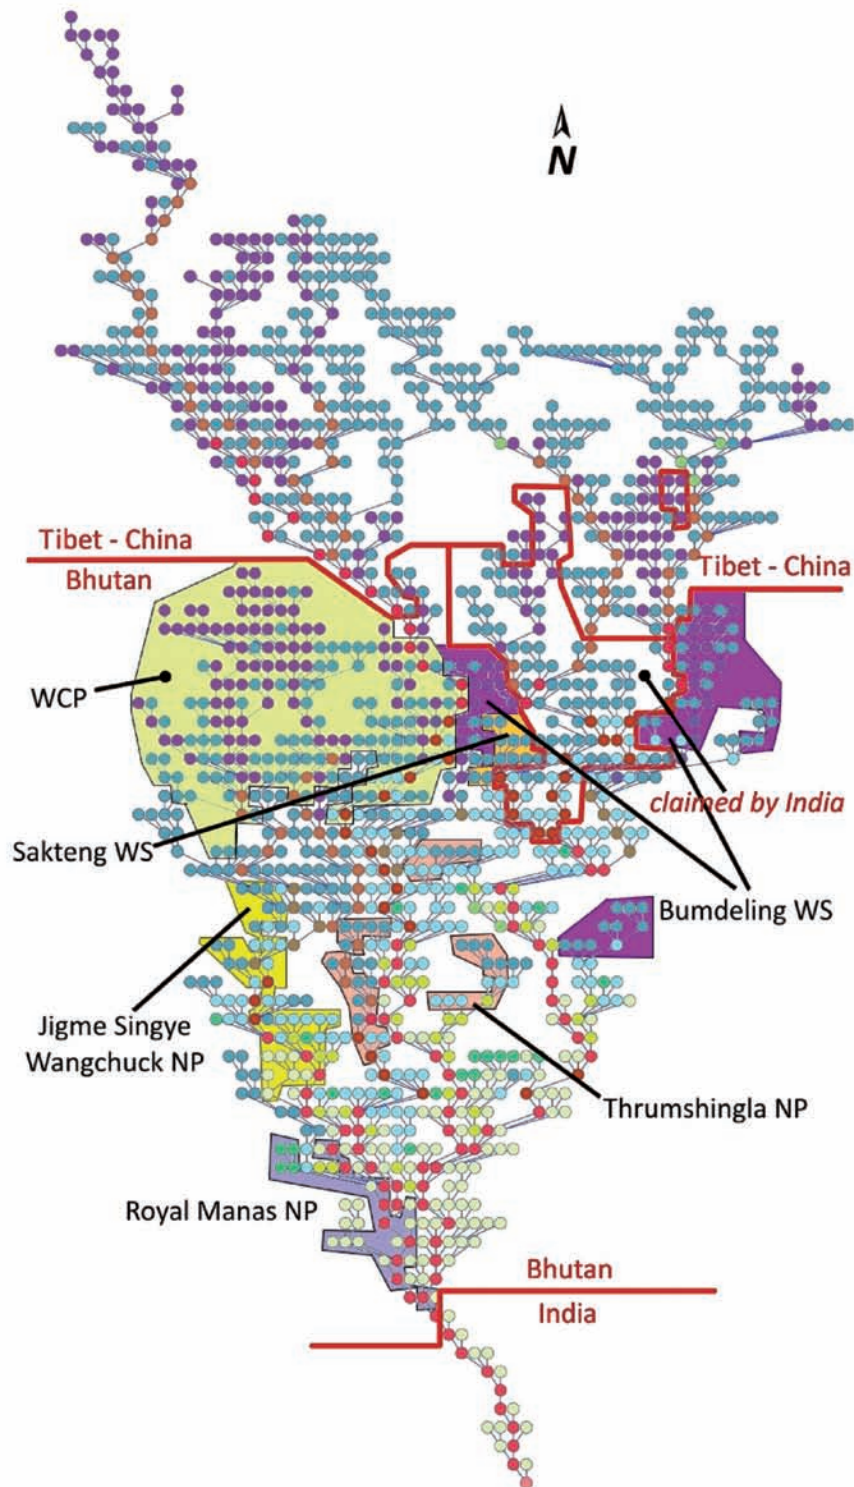 N
Tibet - China
Bhutan
Tibet - China
WCP
claimed by India
Sakteng WS
Bumdeling WS
Jigme Singye
Wangchuck NP
Thrumshingla NP
Royal Manas NP
Bhutan
India